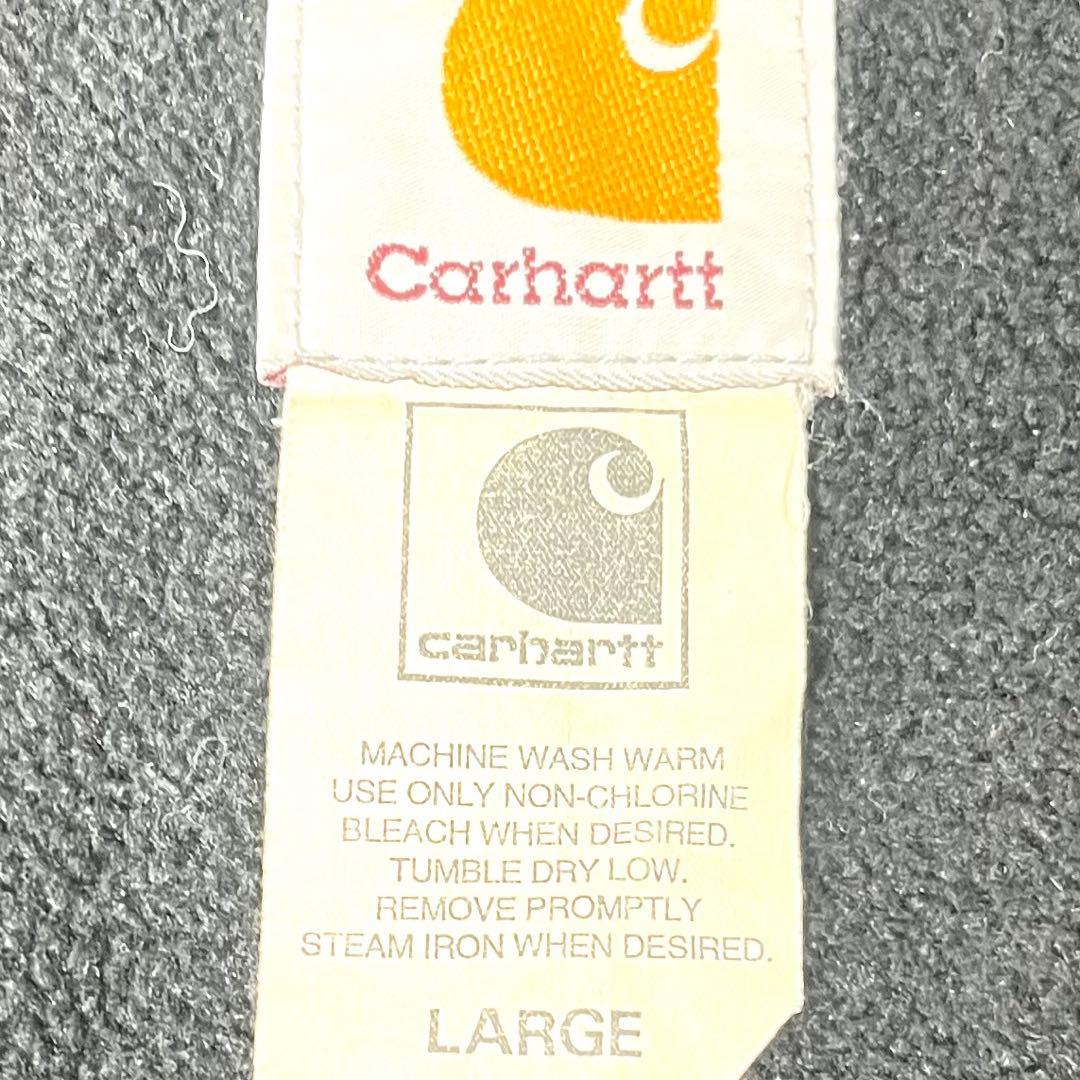 Carhartt
carhartt
MACHINE WASH WARM
USE ONLY NON-CHLORINE
BLEACH WHEN DESIRED.
TUMBLE DRY LOW.
REMOVE PROMPTLY
STEAM IRON WHEN DESIRED.
LARGE